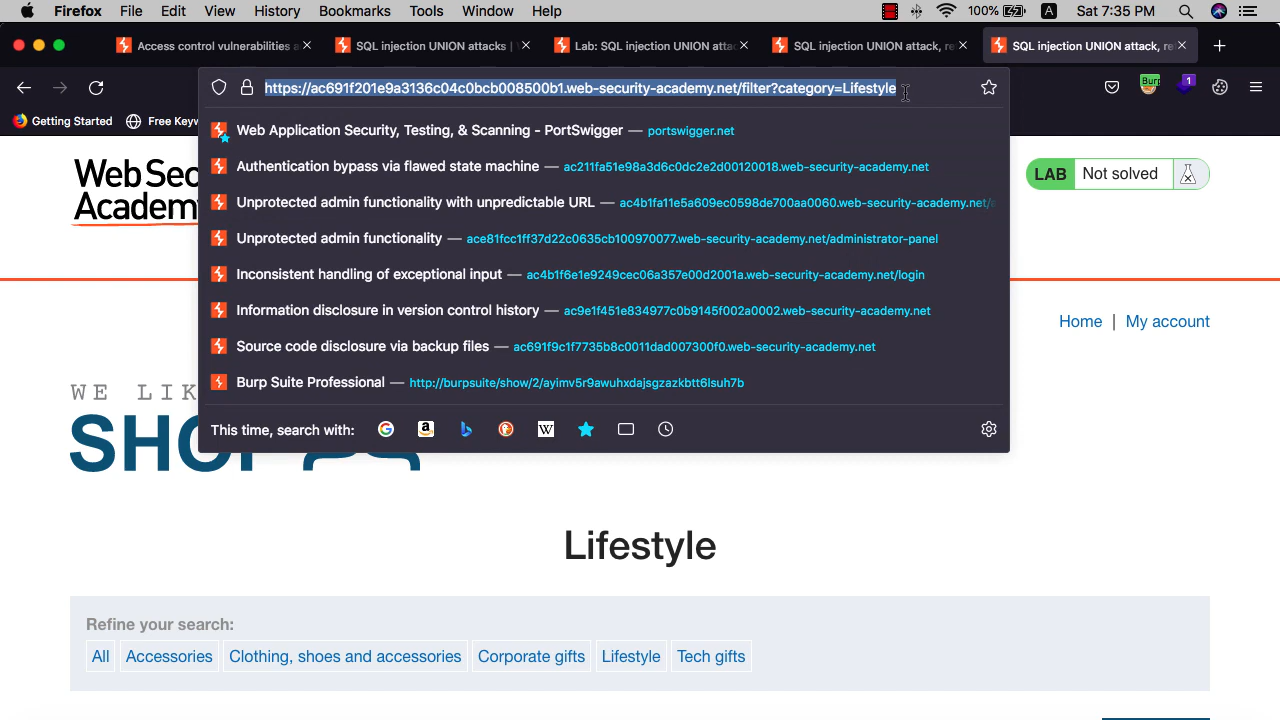 Firefox File Edit View History Bookmarks Tools Window Help 100% A Sat 7:35 PM
Access control vulnerabilities a SQL injection UNION attacks | Lab: SQL injection UNION atta SQL injection UNION attack, re SQL injection UNION attack, re
https://ac691f201e9a3136c04c0bcb008500b1.web-security-academy.net/filter?category=Lifestyle Burp 1
Getting Started Free Keyw
Web Application Security, Testing, & Scanning - PortSwigger — portswigger.net
Authentication bypass via flawed state machine — ac211fa51e98a3d6c0dc2e2d00120018.web-security-academy.net
Unprotected admin functionality with unpredictable URL — ac4b1fa11e5a609ec0598de700aa0060.web-security-academy.net/a
Unprotected admin functionality — ace81fcc1ff37d22c0635cb100970077.web-security-academy.net/administrator-panel
Inconsistent handling of exceptional input — ac4b1f6e1e9249cec06a357e00d2001a.web-security-academy.net/login
Information disclosure in version control history — ac9e1f451e834977c0b9145f002a0002.web-security-academy.net
Source code disclosure via backup files — ac691f9c1f7735b8c0011dad007300f0.web-security-academy.net
Burp Suite Professional — http://burpsuite/show/2/ayimv5r9awuhxdajsgzazkbtt6lsuh7b
This time, search with: G a W
Web Sec
Academy
LAB Not solved
Home | My account
WE LIK
SHOP
Lifestyle
Refine your search:
All Accessories Clothing, shoes and accessories Corporate gifts Lifestyle Tech gifts